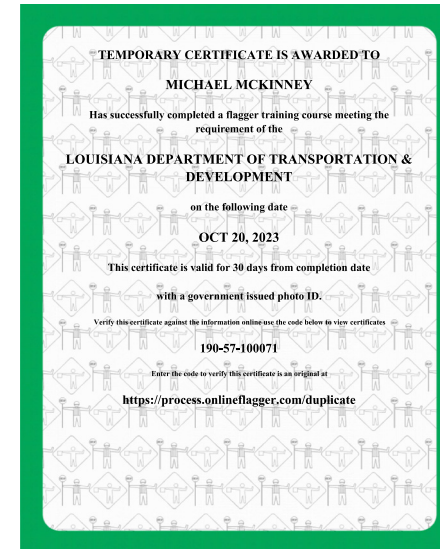 TEMPORARY CERTIFICATE IS AWARDED TO
MICHAEL MCKINNEY
Has successfully completed a flagger training course meeting the
requirement of the
LOUISIANA DEPARTMENT OF TRANSPORTATION &
DEVELOPMENT
on the following date
OCT 20, 2023
This certificate is valid for 30 days from completion date
with a government issued photo ID.
Verify this certificate against the information online use the code below to view certificates
190-57-100071
Enter the code to verify this certificate is an original at
https://process.onlineflagger.com/duplicate